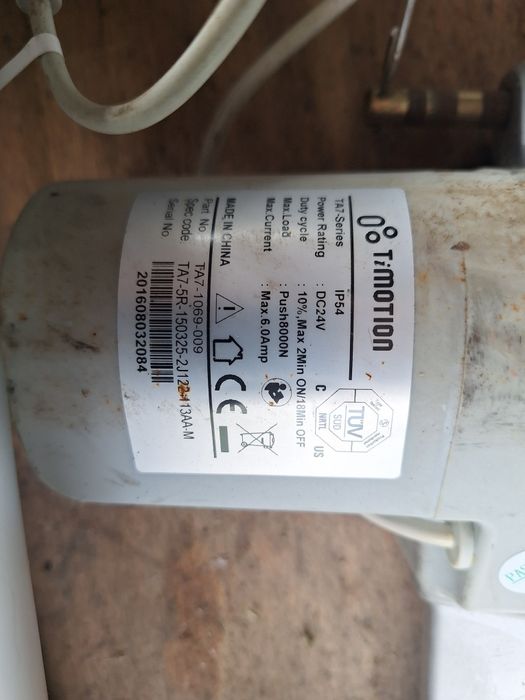 TiMOTION
TA7-Series IP54
Power Rating : DC24V
Duty cycle : 10%,Max 2Min ON/18Min OFF
Max.Load : Push8000N
Max.Current : Max.6.0Amp
C TÜV SÜD NRTL US
MADE IN CHINA
Part No TA7-1069-009
Spec code: TA7-5R-150325-2J122-113AA-M
Serial No
201608032084